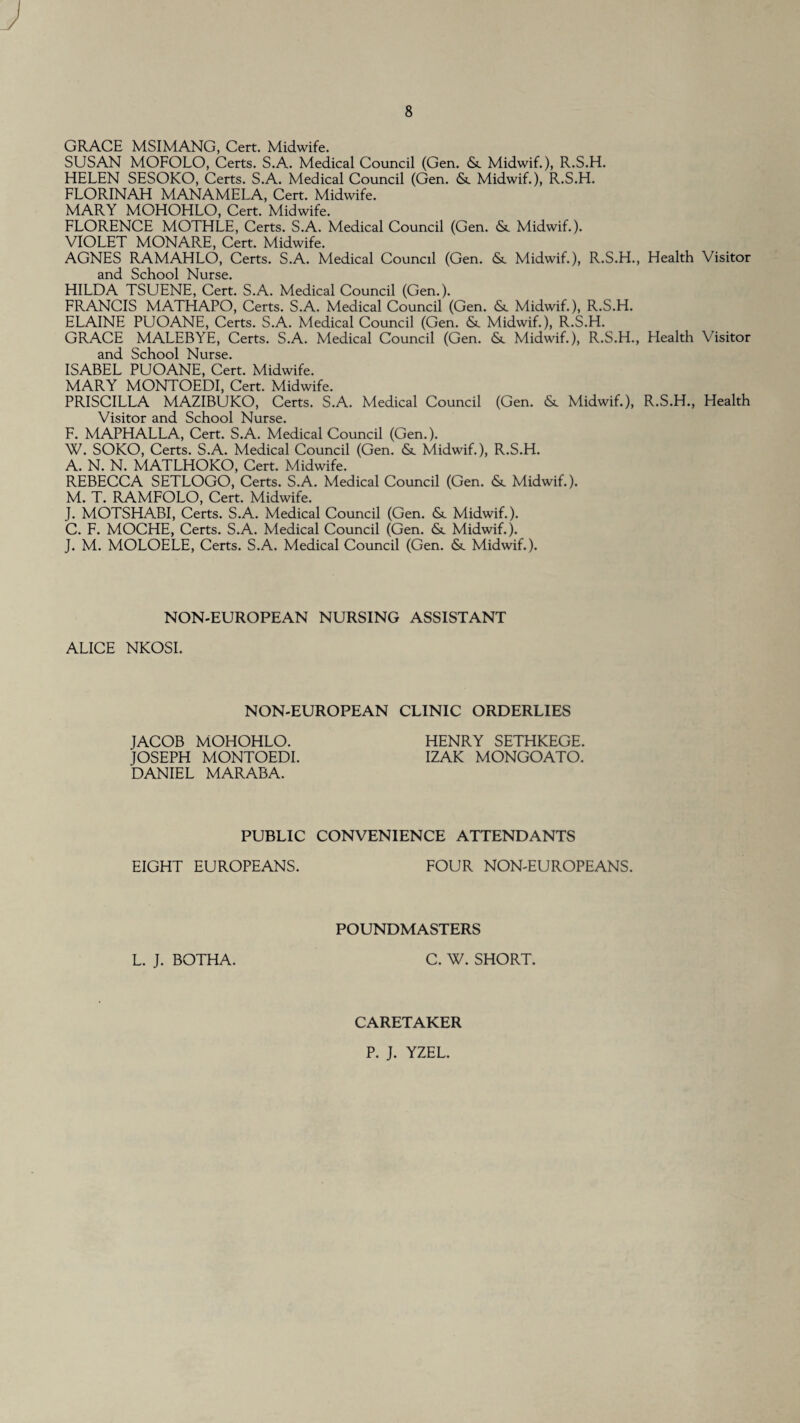 8
GRACE MSIMANG, Cert. Midwife.
SUSAN MOFOLO, Certs. S.A. Medical Council (Gen. & Midwif.), R.S.H.
HELEN SESOKO, Certs. S.A. Medical Council (Gen. & Midwif.), R.S.H.
FLORINAH MANAMELA, Cert. Midwife.
MARY MOHOHLO, Cert. Midwife.
FLORENCE MOTHLE, Certs. S.A. Medical Council (Gen. & Midwif.).
VIOLET MONARE, Cert. Midwife.
AGNES RAMAHLO, Certs. S.A. Medical Council (Gen. & Midwif.), R.S.H., Health Visitor
and School Nurse.
HILDA TSUENE, Cert. S.A. Medical Council (Gen.).
FRANCIS MATHAPO, Certs. S.A. Medical Council (Gen. & Midwif.), R.S.H.
ELAINE PUOANE, Certs. S.A. Medical Council (Gen. & Midwif.), R.S.H.
GRACE MALEBYE, Certs. S.A. Medical Council (Gen. & Midwif.), R.S.H., Health Visitor
and School Nurse.
ISABEL PUOANE, Cert. Midwife.
MARY MONTOEDI, Cert. Midwife.
PRISCILLA MAZIBUKO, Certs. S.A. Medical Council (Gen. & Midwif.), R.S.H., Health
Visitor and School Nurse.
F. MAPHALLA, Cert. S.A. Medical Council (Gen.).
W. SOKO, Certs. S.A. Medical Council (Gen. & Midwif.), R.S.H.
A. N. N. MATLHOKO, Cert. Midwife.
REBECCA SETLOGO, Certs. S.A. Medical Council (Gen. & Midwif.).
M. T. RAMFOLO, Cert. Midwife.
J. MOTSHABI, Certs. S.A. Medical Council (Gen. & Midwif.).
C. F. MOCHE, Certs. S.A. Medical Council (Gen. & Midwif.).
J. M. MOLOELE, Certs. S.A. Medical Council (Gen. & Midwif.).
NON-EUROPEAN NURSING ASSISTANT
ALICE NKOSI.
NON-EUROPEAN CLINIC ORDERLIES
JACOB MOHOHLO. HENRY SETHKEGE.
JOSEPH MONTOEDI. IZAK MONGOATO.
DANIEL MARABA.
PUBLIC CONVENIENCE ATTENDANTS
EIGHT EUROPEANS. FOUR NON-EUROPEANS.
POUNDMASTERS
L. J. BOTHA. C. W. SHORT.
CARETAKER
P. J. YZEL.